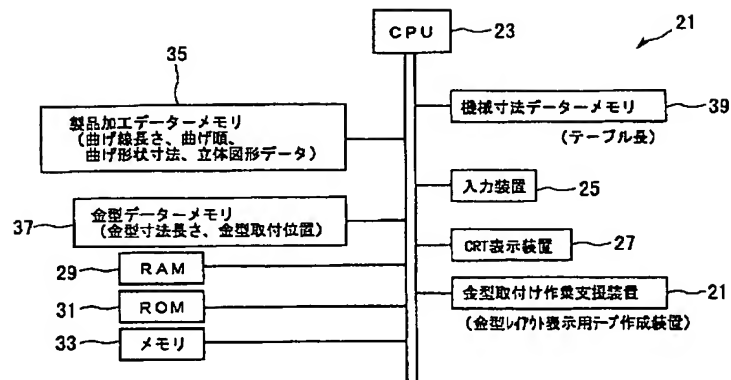 CPU
23
21
35
製品加工データーメモリ
(曲げ線長さ、曲げ順、
曲げ形状寸法、立体図形データ)
機械寸法データーメモリ
39
(テーブル長)
入力装置
25
37
金型データーメモリ
(金型寸法長さ、金型取付位置)
CRT表示装置
27
29
RAM
31
ROM
33
メモリ
金型取付け作業支援装置
21
(金型レイアウト表示用テープ作成装置)